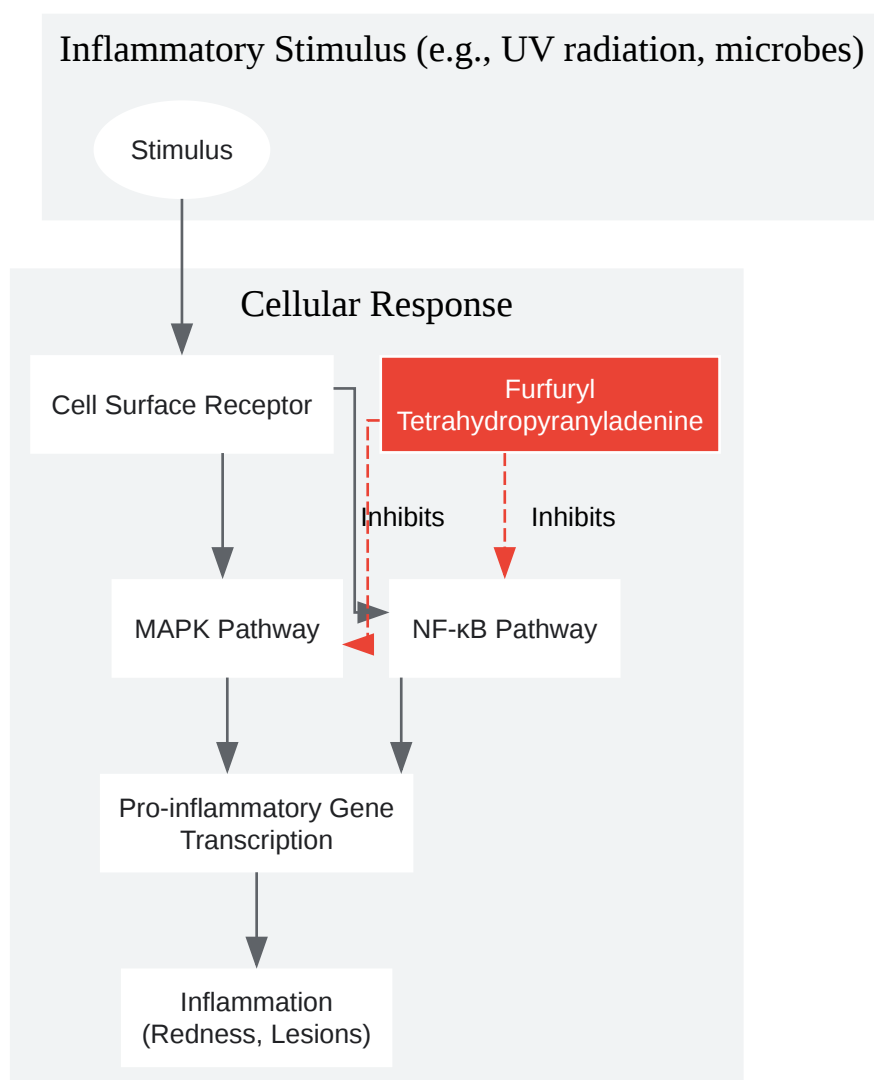 Inflammatory Stimulus (e.g., UV radiation, microbes)
Stimulus
Cellular Response
Cell Surface Receptor
Furfuryl
Tetrahydropyranyladenine
Inhibits
Inhibits
MAPK Pathway
NF-κB Pathway
Pro-inflammatory Gene
Transcription
Inflammation
(Redness, Lesions)